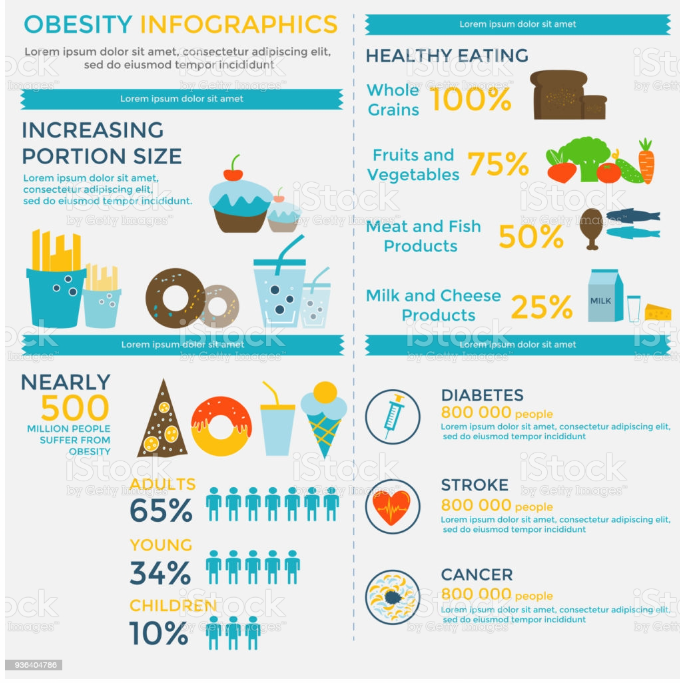 OBESITY INFOGRAPHICS
Lorem ipsum dolor sit amet, consectetur adipiscing elit,
sed do eiusmod tempor incididunt
Lorem ipsum dolor sit amet
INCREASING
PORTION SIZE
Lorem ipsum dolor sit amet,
consectetur adipiscing elit,
sed do eiusmod tempor incididunt.
Lorem ipsum dolor sit amet
NEARLY
500
MILLION PEOPLE
SUFFER FROM
OBESITY
ADULTS
65%
YOUNG
34%
CHILDREN
10%
Lorem ipsum dolor sit amet
HEALTHY EATING
Whole
Grains 100%
Fruits and
Vegetables 75%
Meat and Fish
Products 50%
Milk and Cheese
Products 25%
MILK
Lorem ipsum dolor sit amet
DIABETES
800 000 people
Lorem ipsum dolor sit amet, consectetur adipiscing elit,
sed do eiusmod tempor incididunt
STROKE
800 000 people
Lorem ipsum dolor sit amet, consectetur adipiscing elit,
sed do eiusmod tempor incididunt
CANCER
800 000 people
Lorem ipsum dolor sit amet, consectetur adipiscing elit,
sed do eiusmod tempor incididunt
iStock
by Getty Images™
936404786